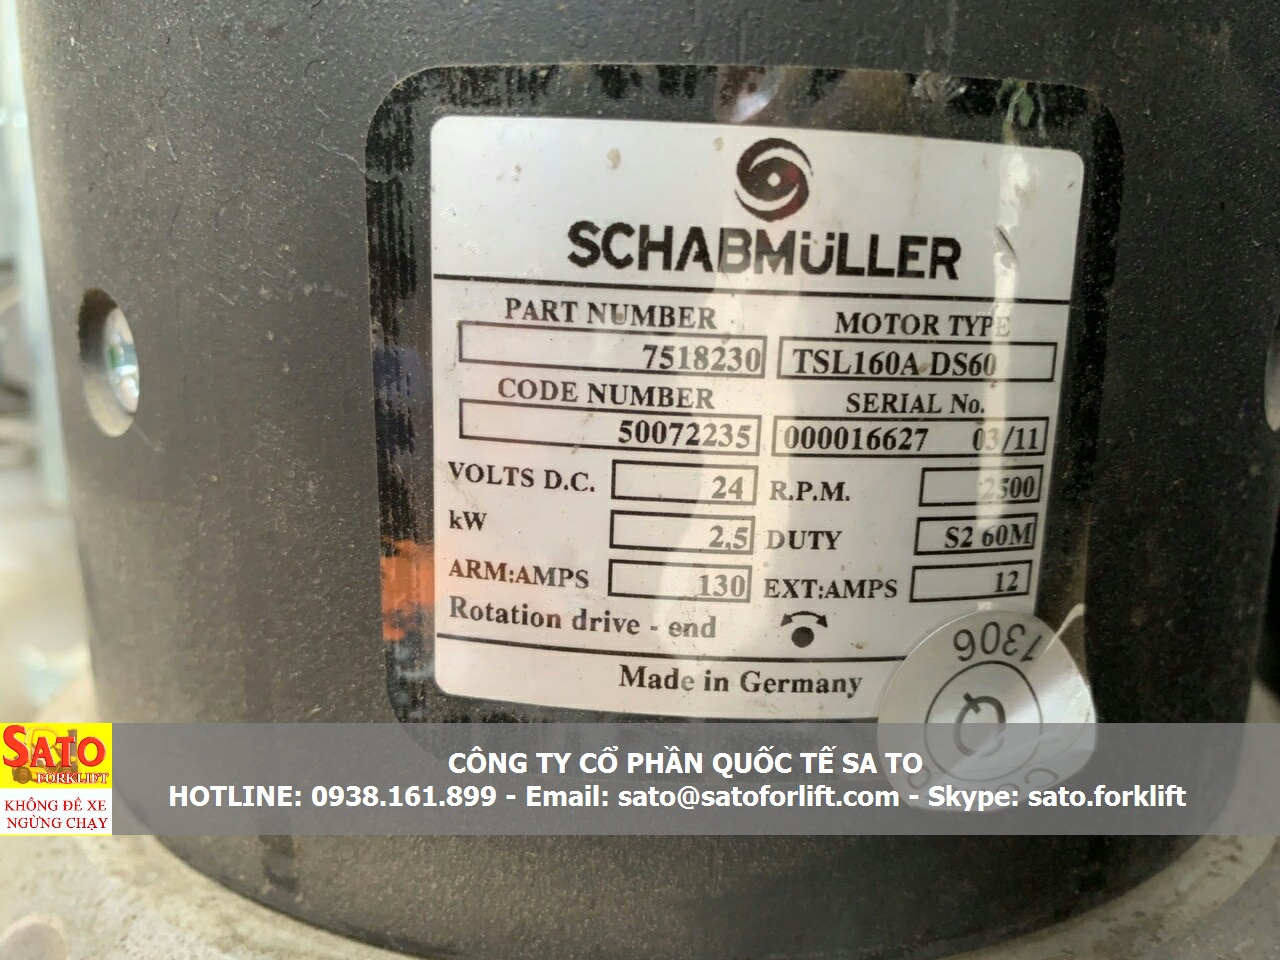 SCHABMÜLLER
PART NUMBER MOTOR TYPE
7518230 TSL160A DS60
CODE NUMBER SERIAL No.
50072235 000016627 03/11
VOLTS D.C. 24 R.P.M. 2500
kW 2,5 DUTY S2 60M
ARM:AMPS 130 EXT:AMPS 12
Rotation drive - end
Made in Germany
1306
SATO
FORKLIFT
KHÔNG ĐỂ XE
NGỪNG CHẠY
CÔNG TY CỔ PHẦN QUỐC TẾ SA TO
HOTLINE: 0938.161.899 - Email: sato@satoforlift.com - Skype: sato.forklift